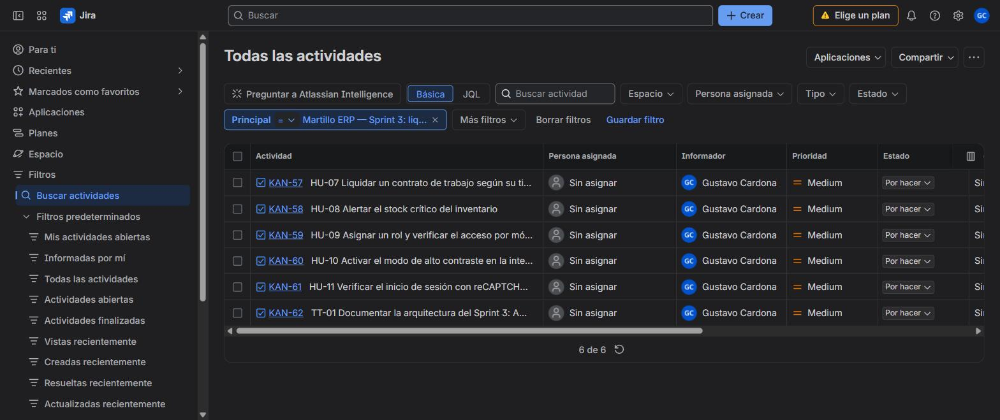 Jira
Buscar
Crear
Elige un plan
GC
Para ti
Recientes
Marcados como favoritos
Aplicaciones
Planes
Espacio
Filtros
Buscar actividades
Filtros predeterminados
Mis actividades abiertas
Informadas por mí
Todas las actividades
Actividades abiertas
Actividades finalizadas
Vistas recientemente
Creadas recientemente
Resueltas recientemente
Actualizadas recientemente
Todas las actividades
Aplicaciones
Compartir
Preguntar a Atlassian Intelligence
Básica
JQL
Buscar actividad
Espacio
Persona asignada
Tipo
Estado
Principal = Martillo ERP — Sprint 3: liq...
Más filtros
Borrar filtros
Guardar filtro
Actividad Persona asignada Informador Prioridad Estado
KAN-57 HU-07 Liquidar un contrato de trabajo según su ti... Sin asignar GC Gustavo Cardona Medium Por hacer
KAN-58 HU-08 Alertar el stock crítico del inventario Sin asignar GC Gustavo Cardona Medium Por hacer
KAN-59 HU-09 Asignar un rol y verificar el acceso por mó... Sin asignar GC Gustavo Cardona Medium Por hacer
KAN-60 HU-10 Activar el modo de alto contraste en la inte... Sin asignar GC Gustavo Cardona Medium Por hacer
KAN-61 HU-11 Verificar el inicio de sesión con reCAPTCH... Sin asignar GC Gustavo Cardona Medium Por hacer
KAN-62 TT-01 Documentar la arquitectura del Sprint 3: A... Sin asignar GC Gustavo Cardona Medium Por hacer
6 de 6